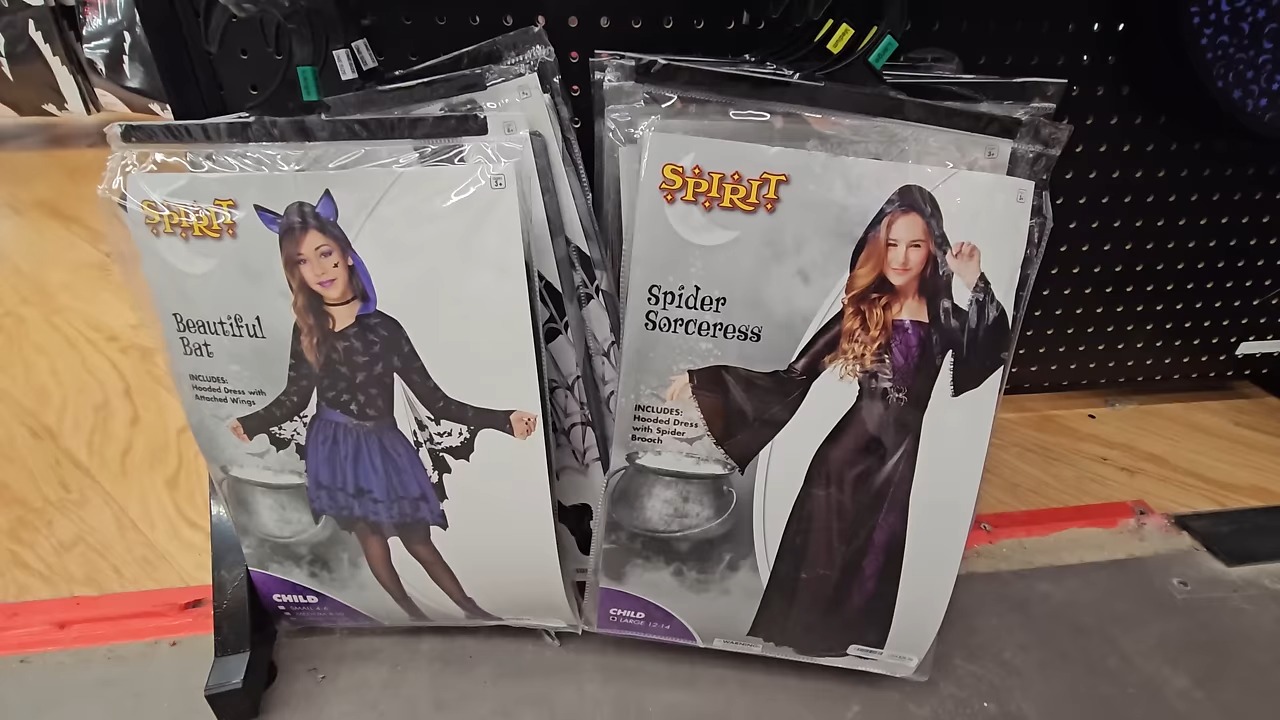 SPIRIT
Beautiful
Bat
INCLUDES:
Hooded Dress with
Attached Wings
CHILD
SMALL 4-6
SPIRIT
Spider
Sorceress
INCLUDES:
Hooded Dress
with Spider
Brooch
CHILD
LARGE 12-14
WARNING